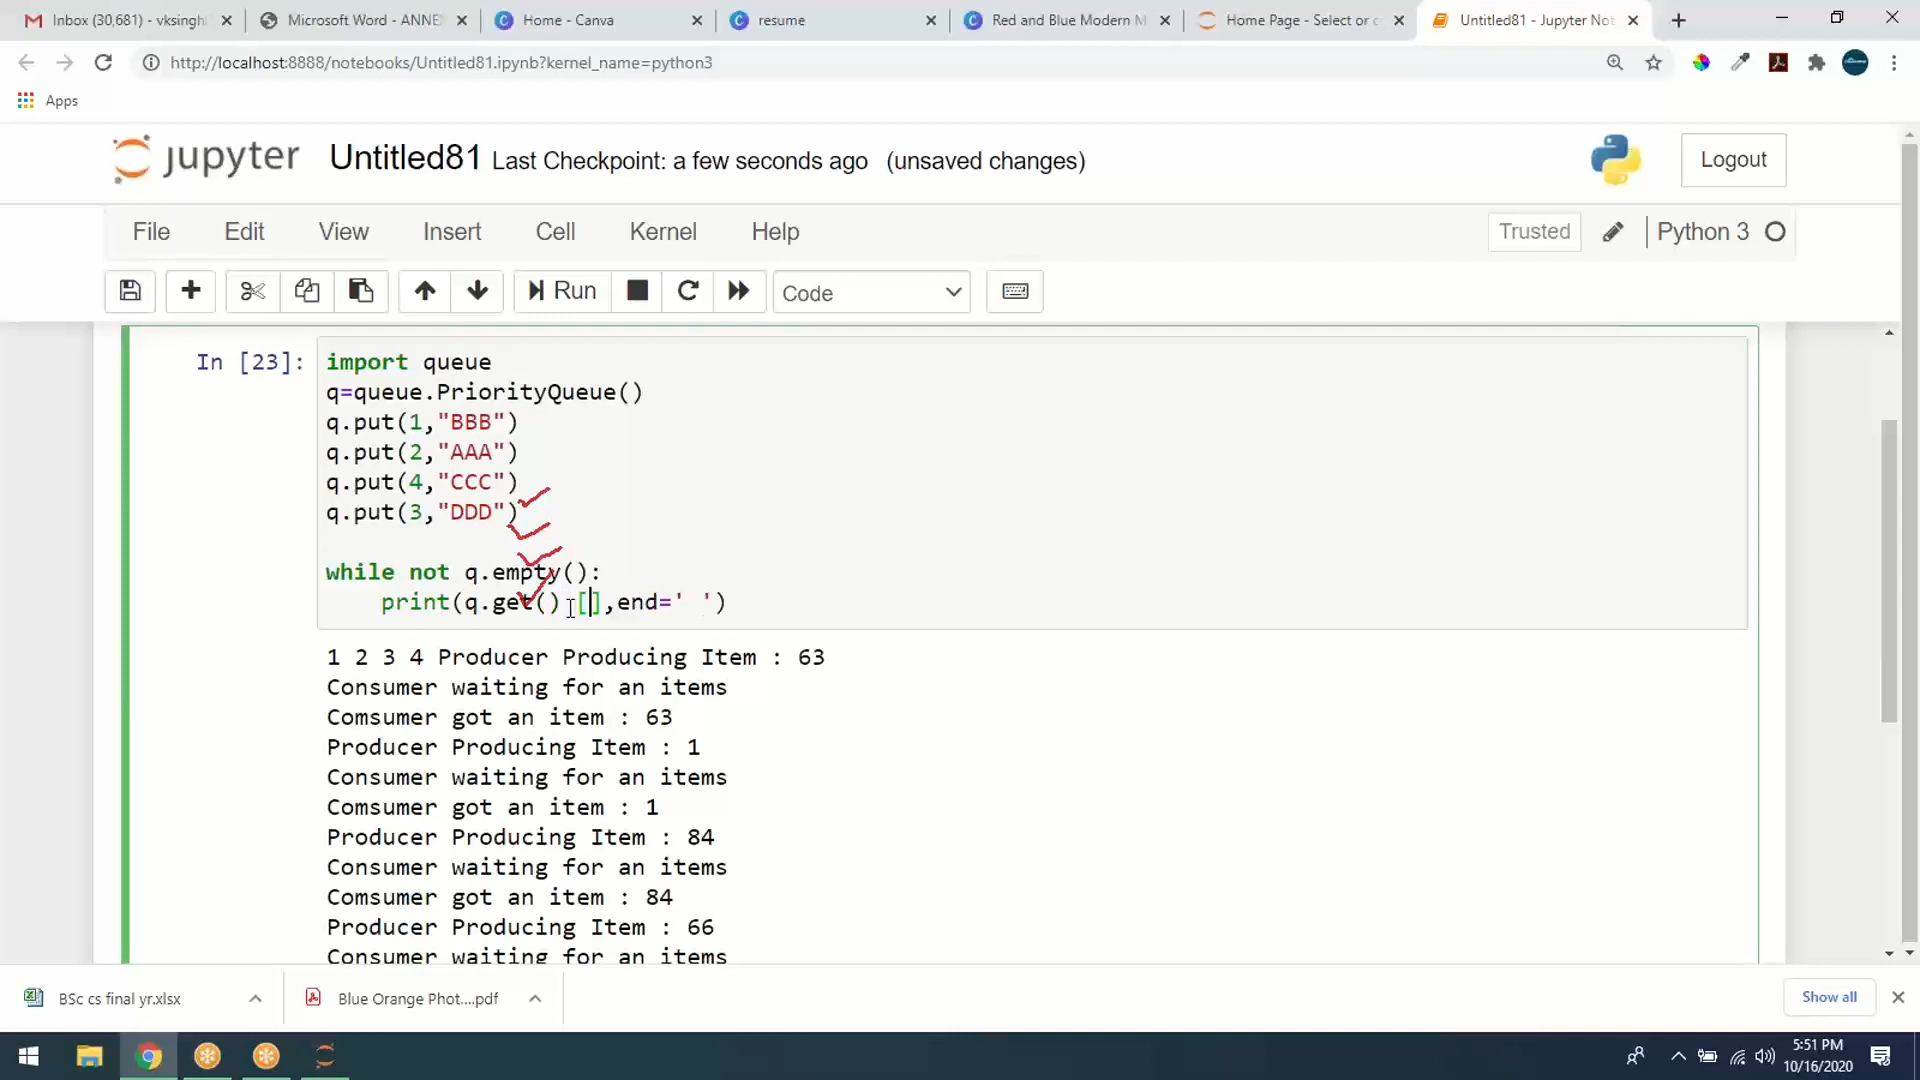 Inbox (30,681) - vksingh
Microsoft Word - ANNE
Home - Canva
resume
Red and Blue Modern M
Home Page - Select or c
Untitled81 - Jupyter Not
http://localhost:8888/notebooks/Untitled81.ipynb?kernel_name=python3
Apps
jupyter Untitled81 Last Checkpoint: a few seconds ago (unsaved changes)
Logout
File Edit View Insert Cell Kernel Help
Trusted
Python 3
Run
Code
In [23]:
import queue
q=queue.PriorityQueue()
q.put(1,"BBB")
q.put(2,"AAA")
q.put(4,"CCC")
q.put(3,"DDD")
while not q.empty():
print(q.get() [],end=' ')
1 2 3 4 Producer Producing Item : 63
Consumer waiting for an items
Comsumer got an item : 63
Producer Producing Item : 1
Consumer waiting for an items
Comsumer got an item : 1
Producer Producing Item : 84
Consumer waiting for an items
Comsumer got an item : 84
Producer Producing Item : 66
Consumer waiting for an items
BSc cs final yr.xlsx
Blue Orange Phot....pdf
Show all
5:51 PM
10/16/2020